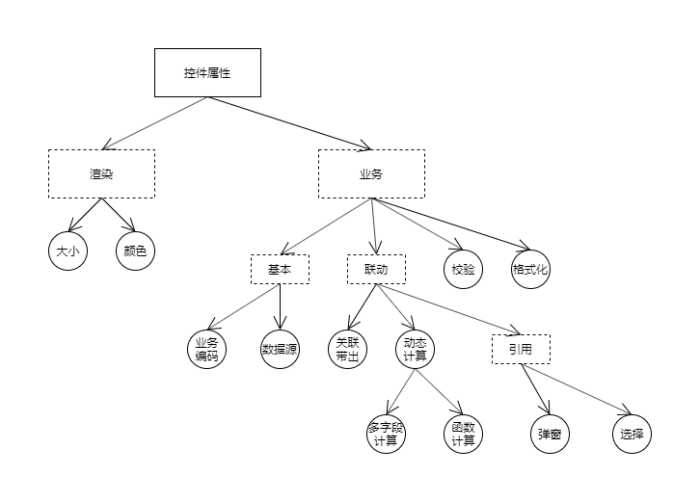 控件属性
渲染
业务
大小
颜色
基本
联动
校验
格式化
业务
编码
数据源
关联
带出
动态
计算
引用
多字段
计算
函数
计算
弹窗
选择